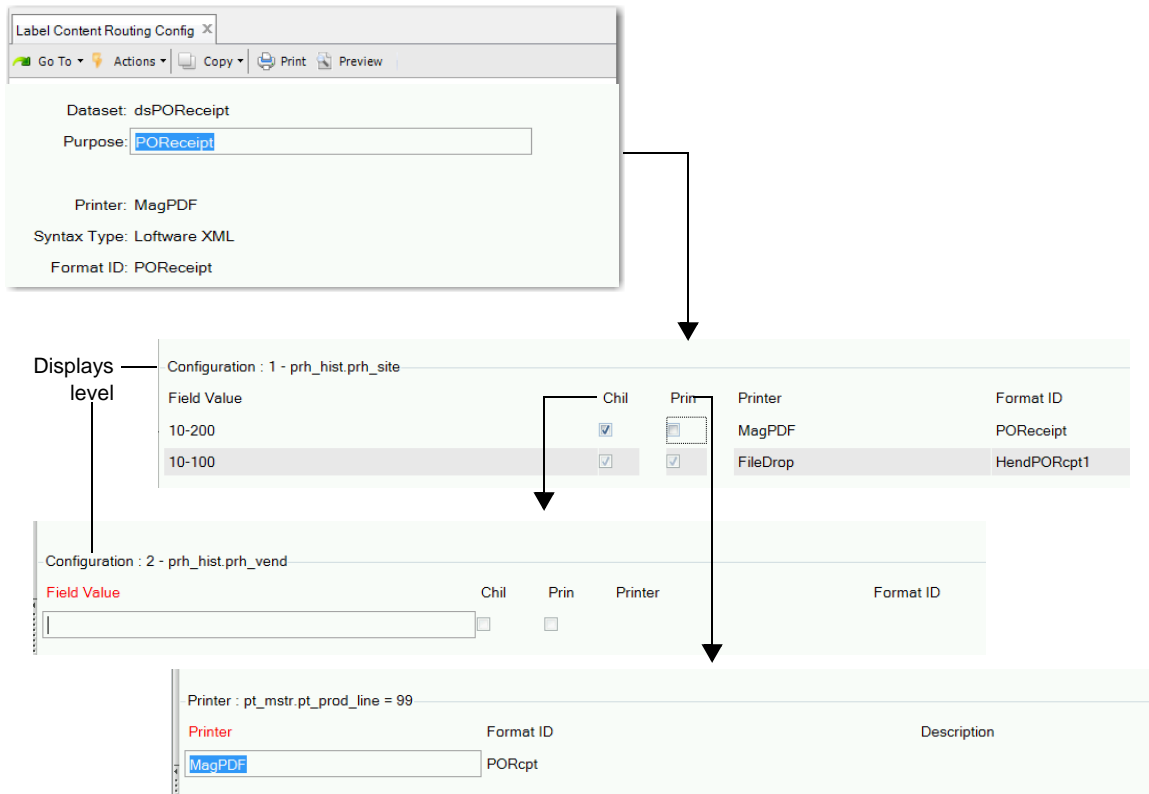 Label Content Routing Config X
Go To Actions Copy Print Preview
Dataset: dsPOReceipt
Purpose: POReceipt
Printer: MagPDF
Syntax Type: Loftware XML
Format ID: POReceipt
Displays level
Configuration : 1 - prh_hist.prh_site
Field Value Chil Prin Printer Format ID
10-200 MagPDF POReceipt
10-100 FileDrop HendPORcpt1
Configuration : 2 - prh_hist.prh_vend
Field Value Chil Prin Printer Format ID
Printer : pt_mstr.pt_prod_line = 99
Printer Format ID Description
MagPDF PORcpt